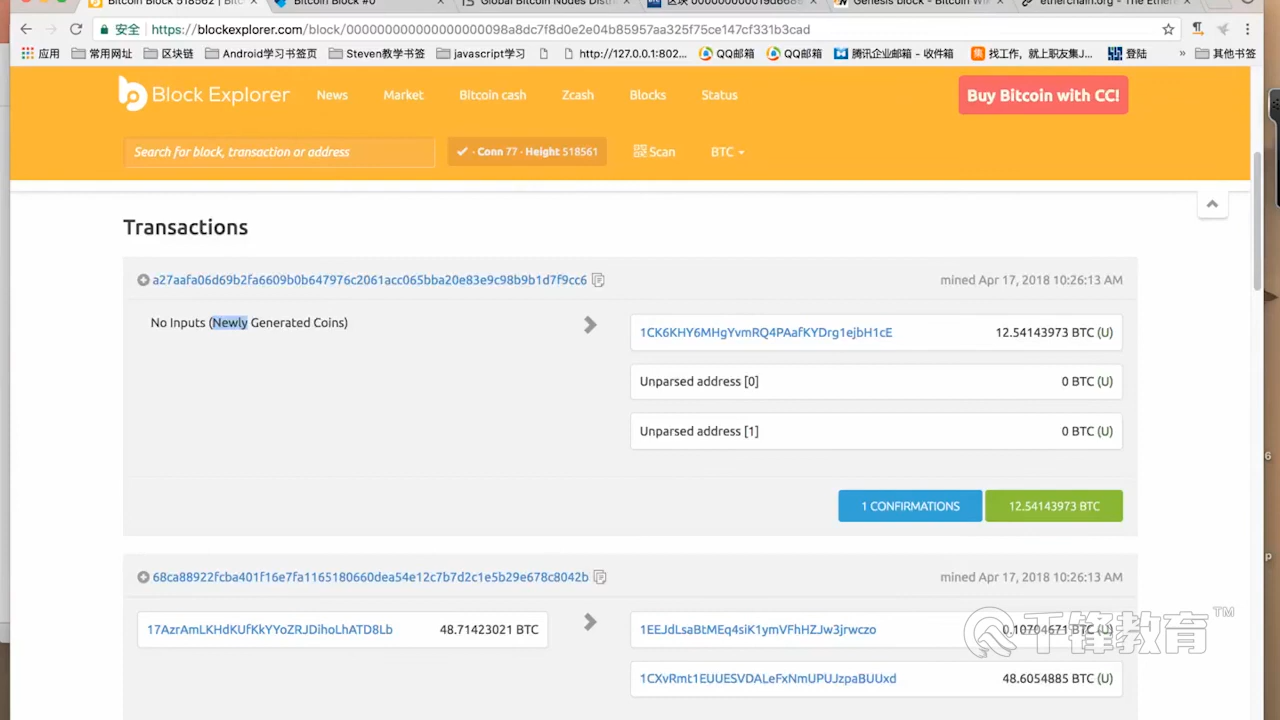 Bitcoin Block 518562 | Bitc
Bitcoin Block #0
Global Bitcoin Nodes Dist
Genesis block - Bitcoin Wi
etherchain.org - The Ether
安全 https://blockexplorer.com/block/0000000000000000000098a8dc7f8d0e2e04b85957aa325f75ce147cf331b3cad
应用 常用网址 区块链 Android学习书签页 Steven教学书签 javascript学习 http://127.0.0.1:802... QQ邮箱 QQ邮箱 腾讯企业邮箱 - 收件箱 找工作，就上职友集J... 登陆 » 其他书签
Block Explorer News Market Bitcoin cash Zcash Blocks Status Buy Bitcoin with CC!
Search for block, transaction or address · Conn 77 · Height 518561 Scan BTC
Transactions
a27aafa06d69b2fa6609b0b647976c2061acc065bba20e83e9c98b9b1d7f9cc6 mined Apr 17, 2018 10:26:13 AM
No Inputs (Newly Generated Coins)
1CK6KHY6MHgYvmRQ4PAafKYDrg1ejbH1cE 12.54143973 BTC (U)
Unparsed address [0] 0 BTC (U)
Unparsed address [1] 0 BTC (U)
1 CONFIRMATIONS 12.54143973 BTC
68ca88922fcba401f16e7fa1165180660dea54e12c7b7d2c1e5b29e678c8042b mined Apr 17, 2018 10:26:13 AM
17AzrAmLKHdKUfKkYYoZRJDihoLhATD8Lb 48.71423021 BTC
1EEJdLsaBtMEq4siK1ymVFhHZJw3jrwczo 0.10704671 BTC (U)
1CXvRmt1EUUESVDALeFxNmUPUJzpaBUUxd 48.6054885 BTC (U)
千锋教育™